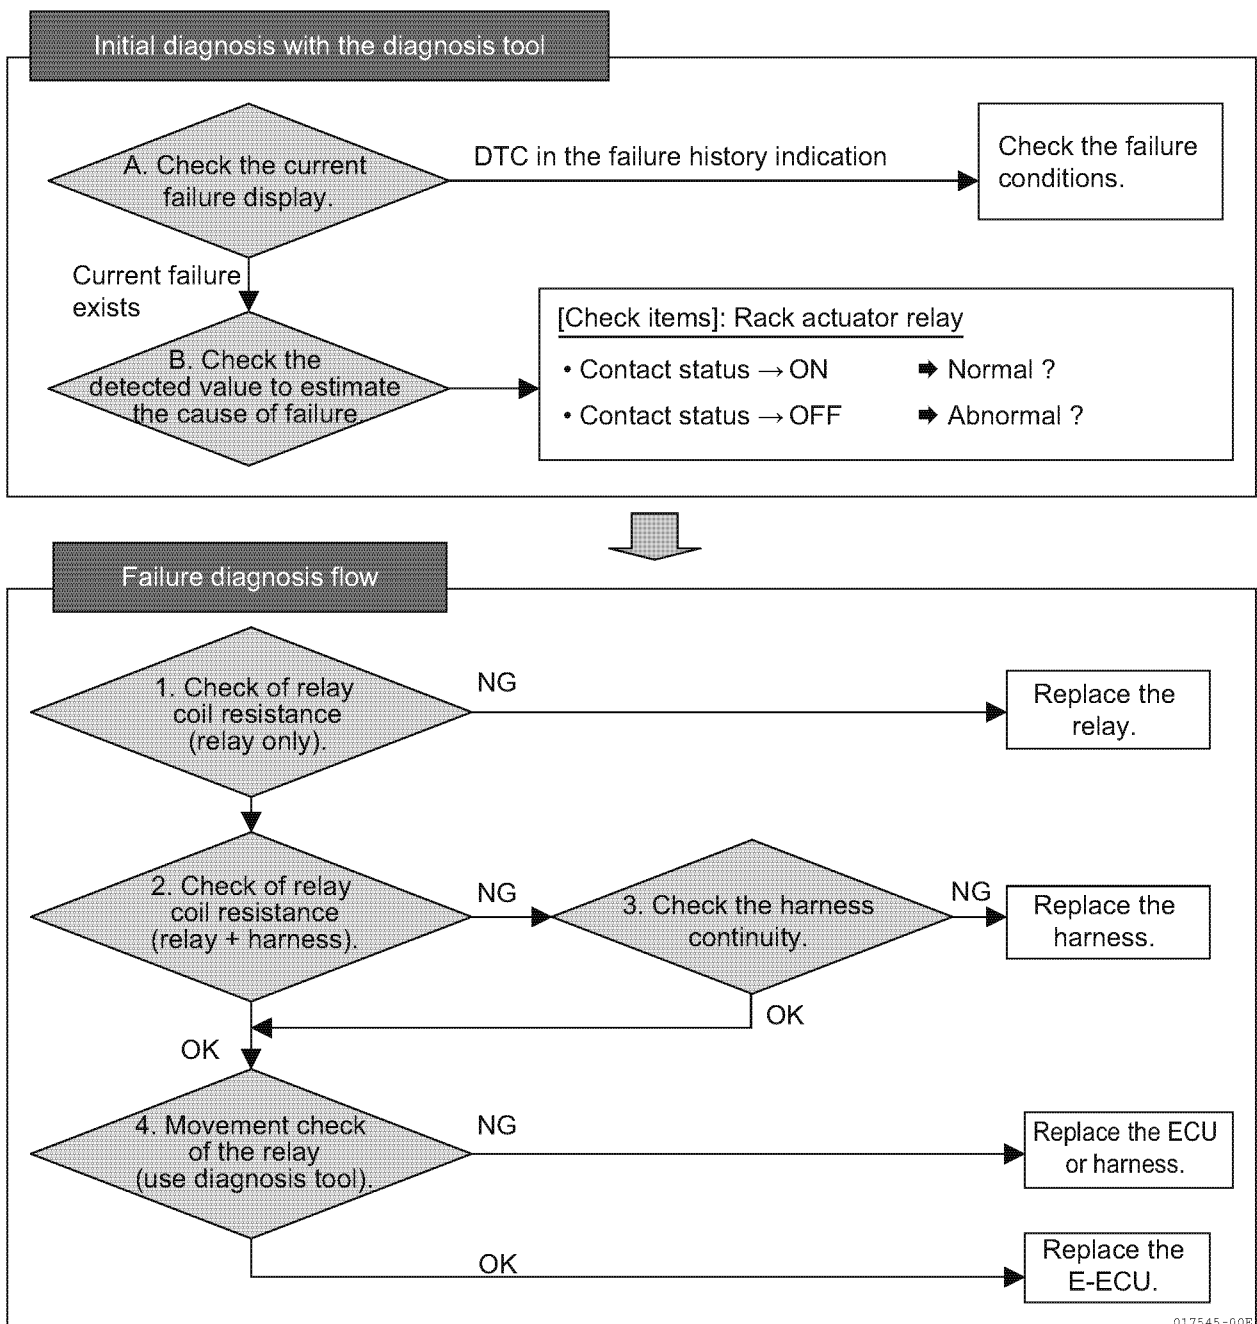 Initial diagnosis with the diagnosis tool
A. Check the current
failure display.
DTC in the failure history indication
Check the failure
conditions.
Current failure
exists
B. Check the
detected value to estimate
the cause of failure.
[Check items]: Rack actuator relay
• Contact status → ON ➡ Normal ?
• Contact status → OFF ➡ Abnormal ?
Failure diagnosis flow
1. Check of relay
coil resistance
(relay only).
NG
Replace the
relay.
2. Check of relay
coil resistance
(relay + harness).
NG
3. Check the harness
continuity.
NG
Replace the
harness.
OK
OK
4. Movement check
of the relay
(use diagnosis tool).
NG
Replace the ECU
or harness.
OK
Replace the
E-ECU.